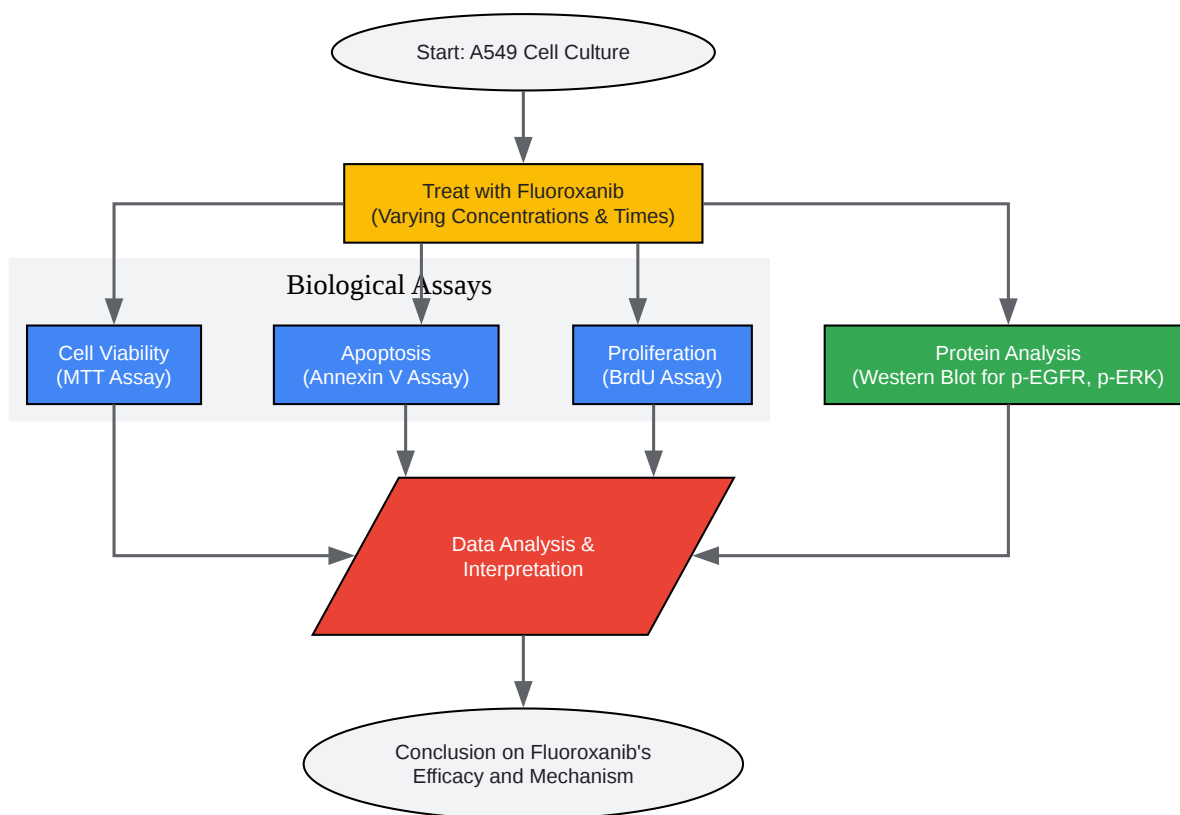 Start: A549 Cell Culture
Treat with Fluoroxanib
(Varying Concentrations & Times)
Biological Assays
Cell Viability
(MTT Assay)
Apoptosis
(Annexin V Assay)
Proliferation
(BrdU Assay)
Protein Analysis
(Western Blot for p-EGFR, p-ERK)
Data Analysis &
Interpretation
Conclusion on Fluoroxanib's
Efficacy and Mechanism